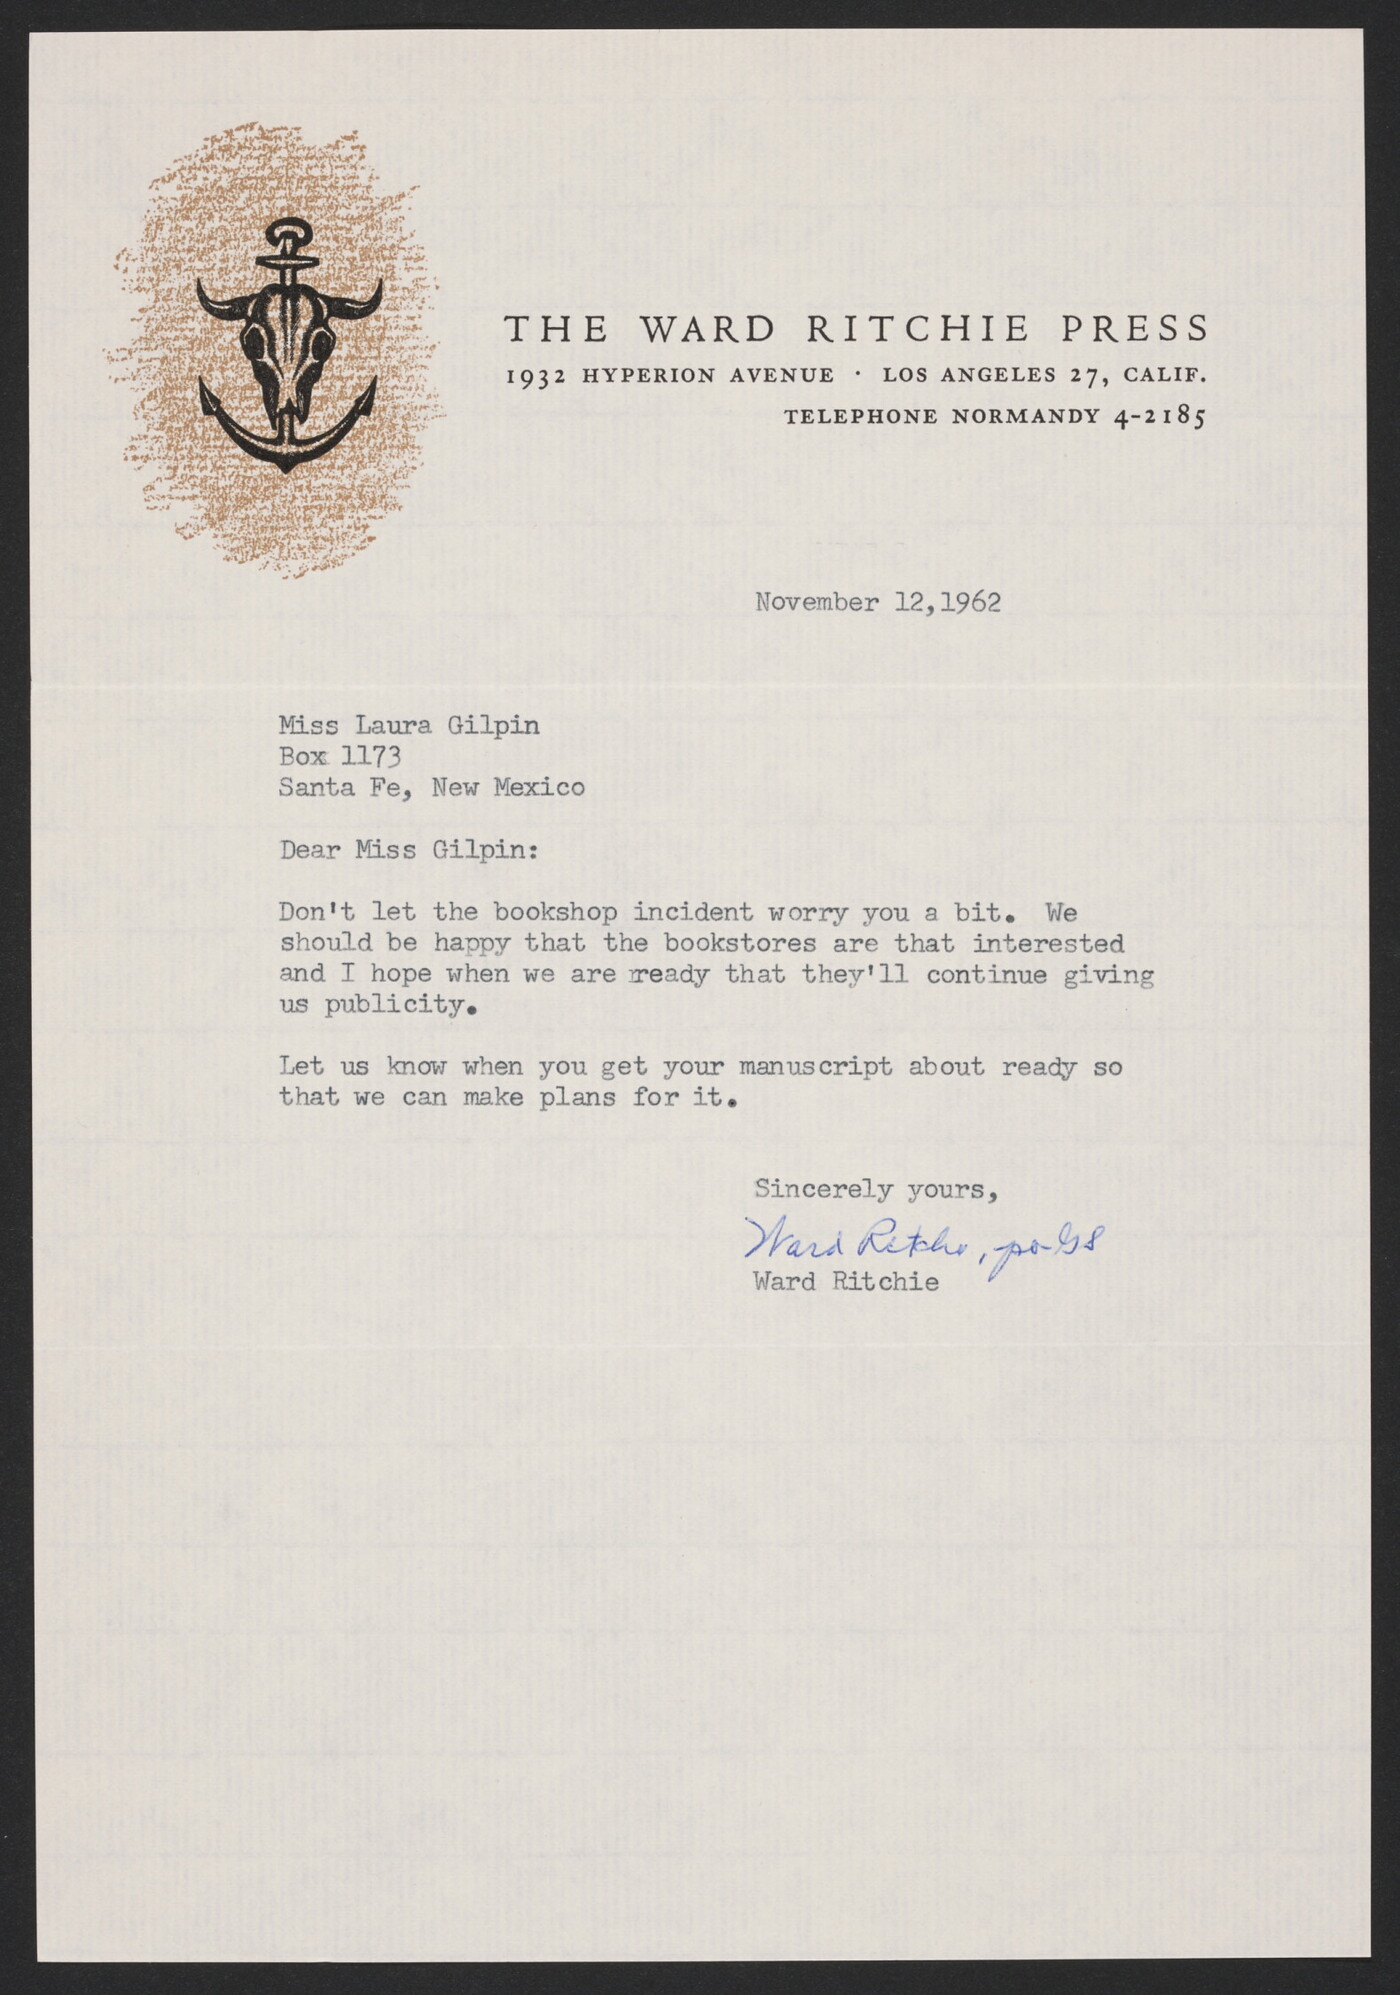 THE WARD RITCHIE PRESS
1932 HYPERION AVENUE · LOS ANGELES 27, CALIF.
TELEPHONE NORMANDY 4-2185
November 12,1962
Miss Laura Gilpin
Box 1173
Santa Fe, New Mexico
Dear Miss Gilpin:
Don't let the bookshop incident worry you a bit. We
should be happy that the bookstores are that interested
and I hope when we are ready that they'll continue giving
us publicity.
Let us know when you get your manuscript about ready so
that we can make plans for it.
Sincerely yours,
Ward Ritchie,
Ward Ritchie